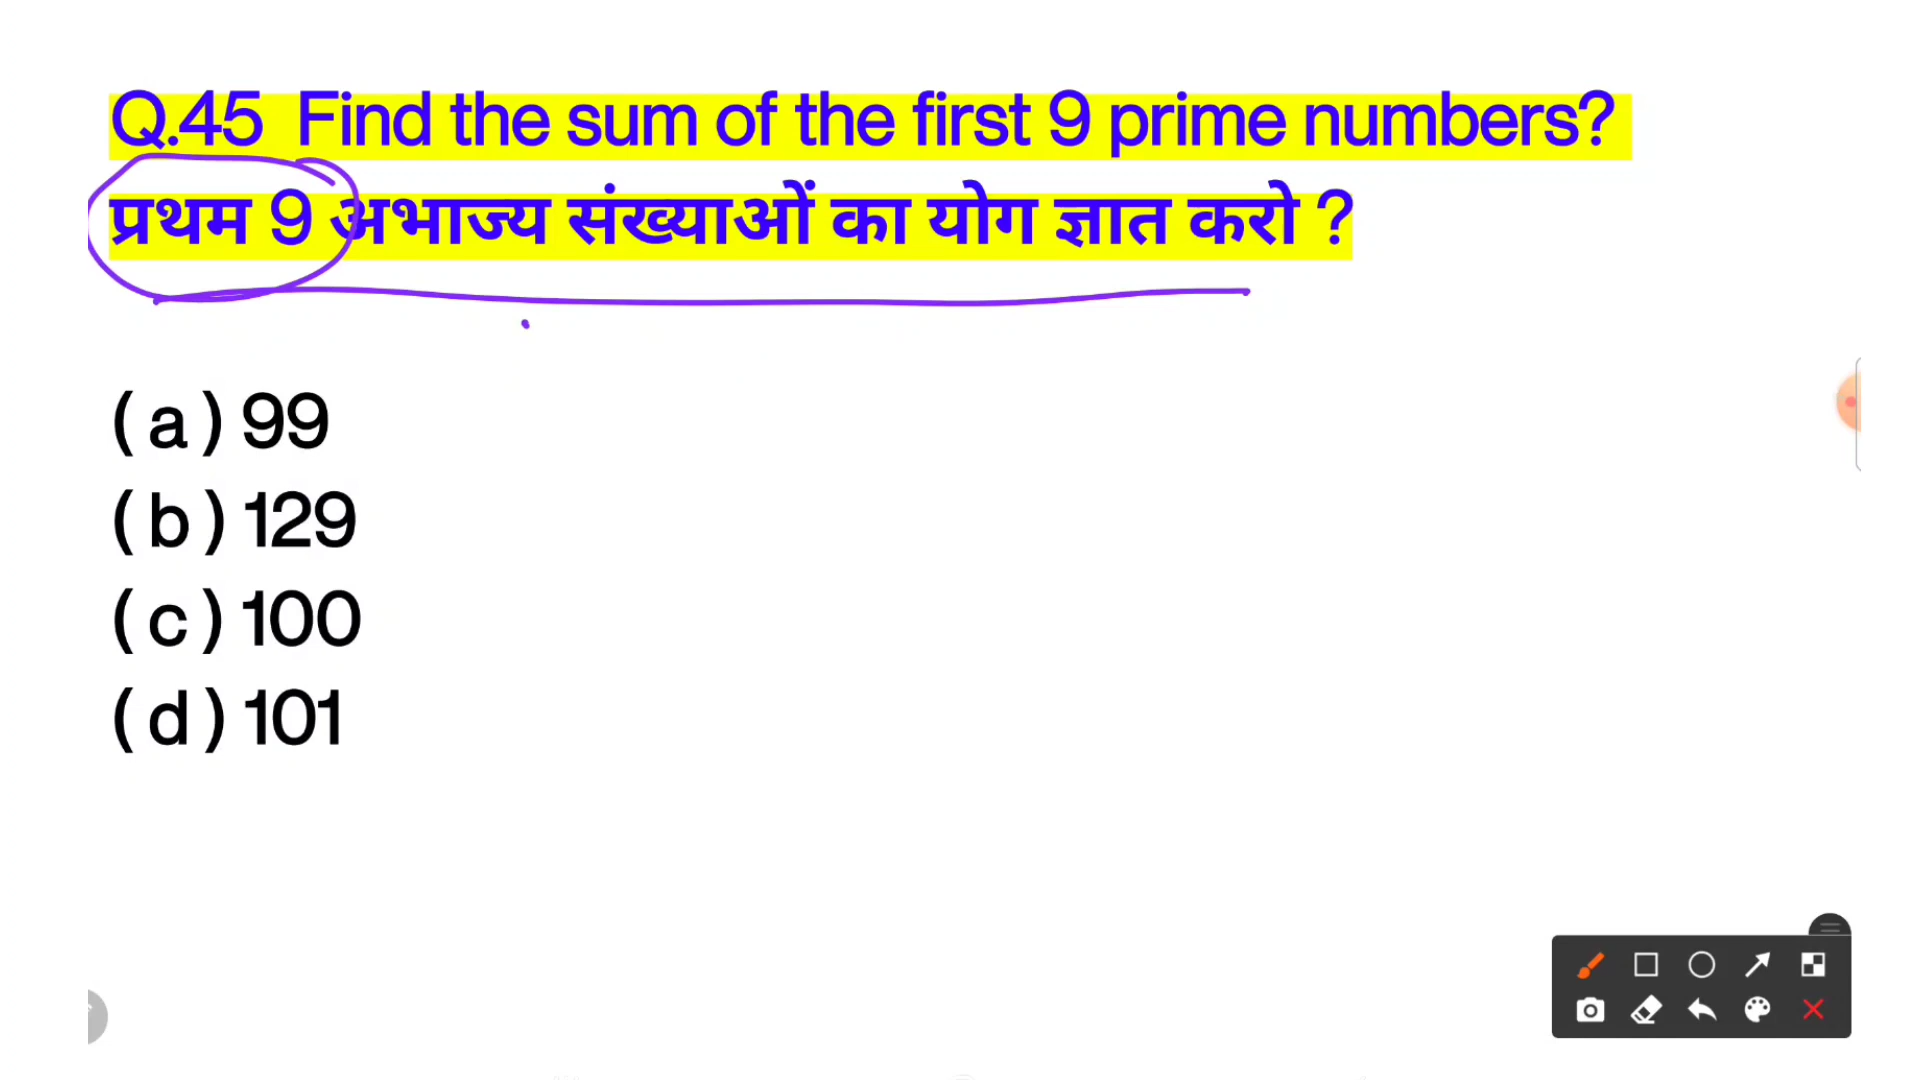 Q.45 Find the sum of the first 9 prime numbers?
प्रथम 9 अभाज्य संख्याओं का योग ज्ञात करो ?
(a) 99
(b) 129
(c) 100
(d) 101